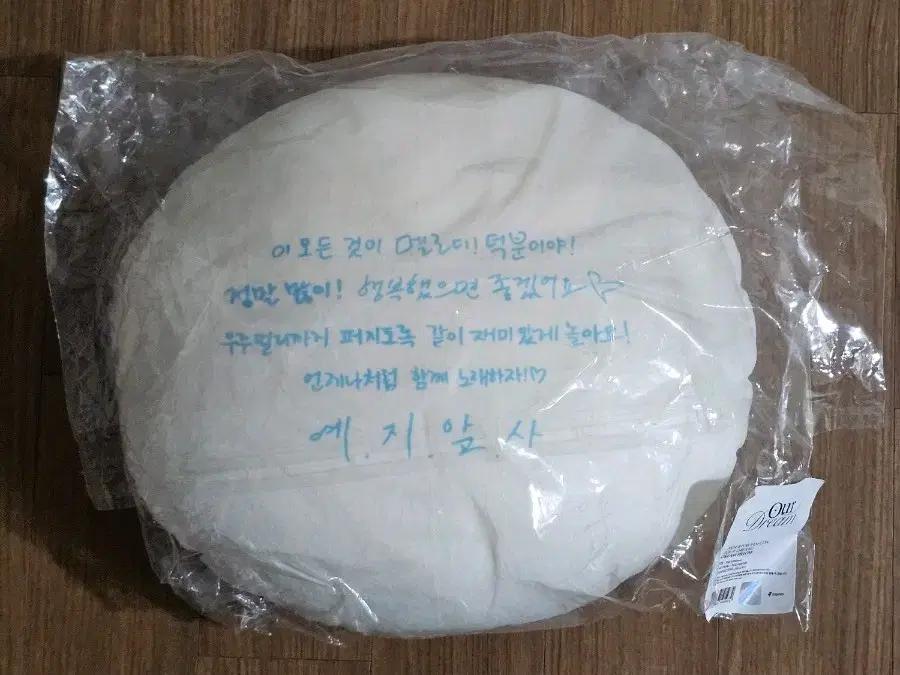 이 모든 것이 멜로디! 덕분이야!
정말 많이! 행복했으면 좋겠어요♡
우주멀리까지 퍼지도록 같이 재미있게 놀아요!
언제나처럼 함께 노래하자!♡
예.지.앞.사
Our
Dream